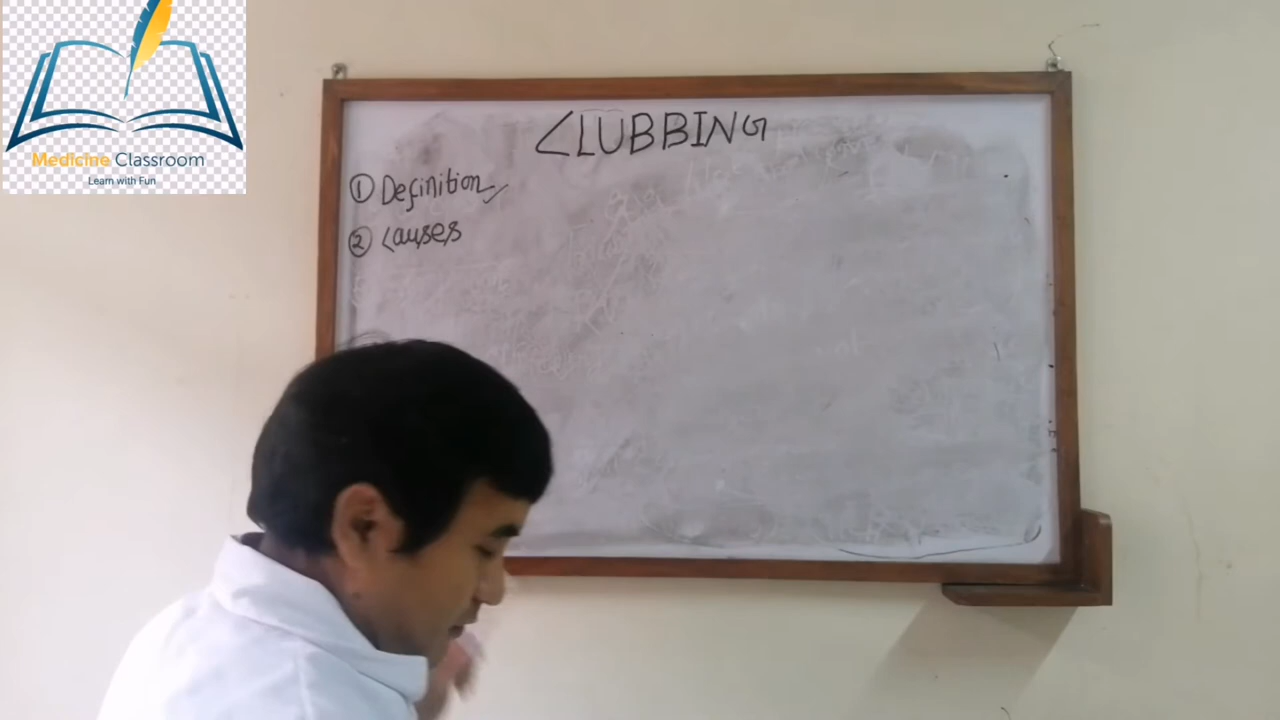 Medicine Classroom
Learn with Fun
CLUBBING
① Definition ✓
② Causes